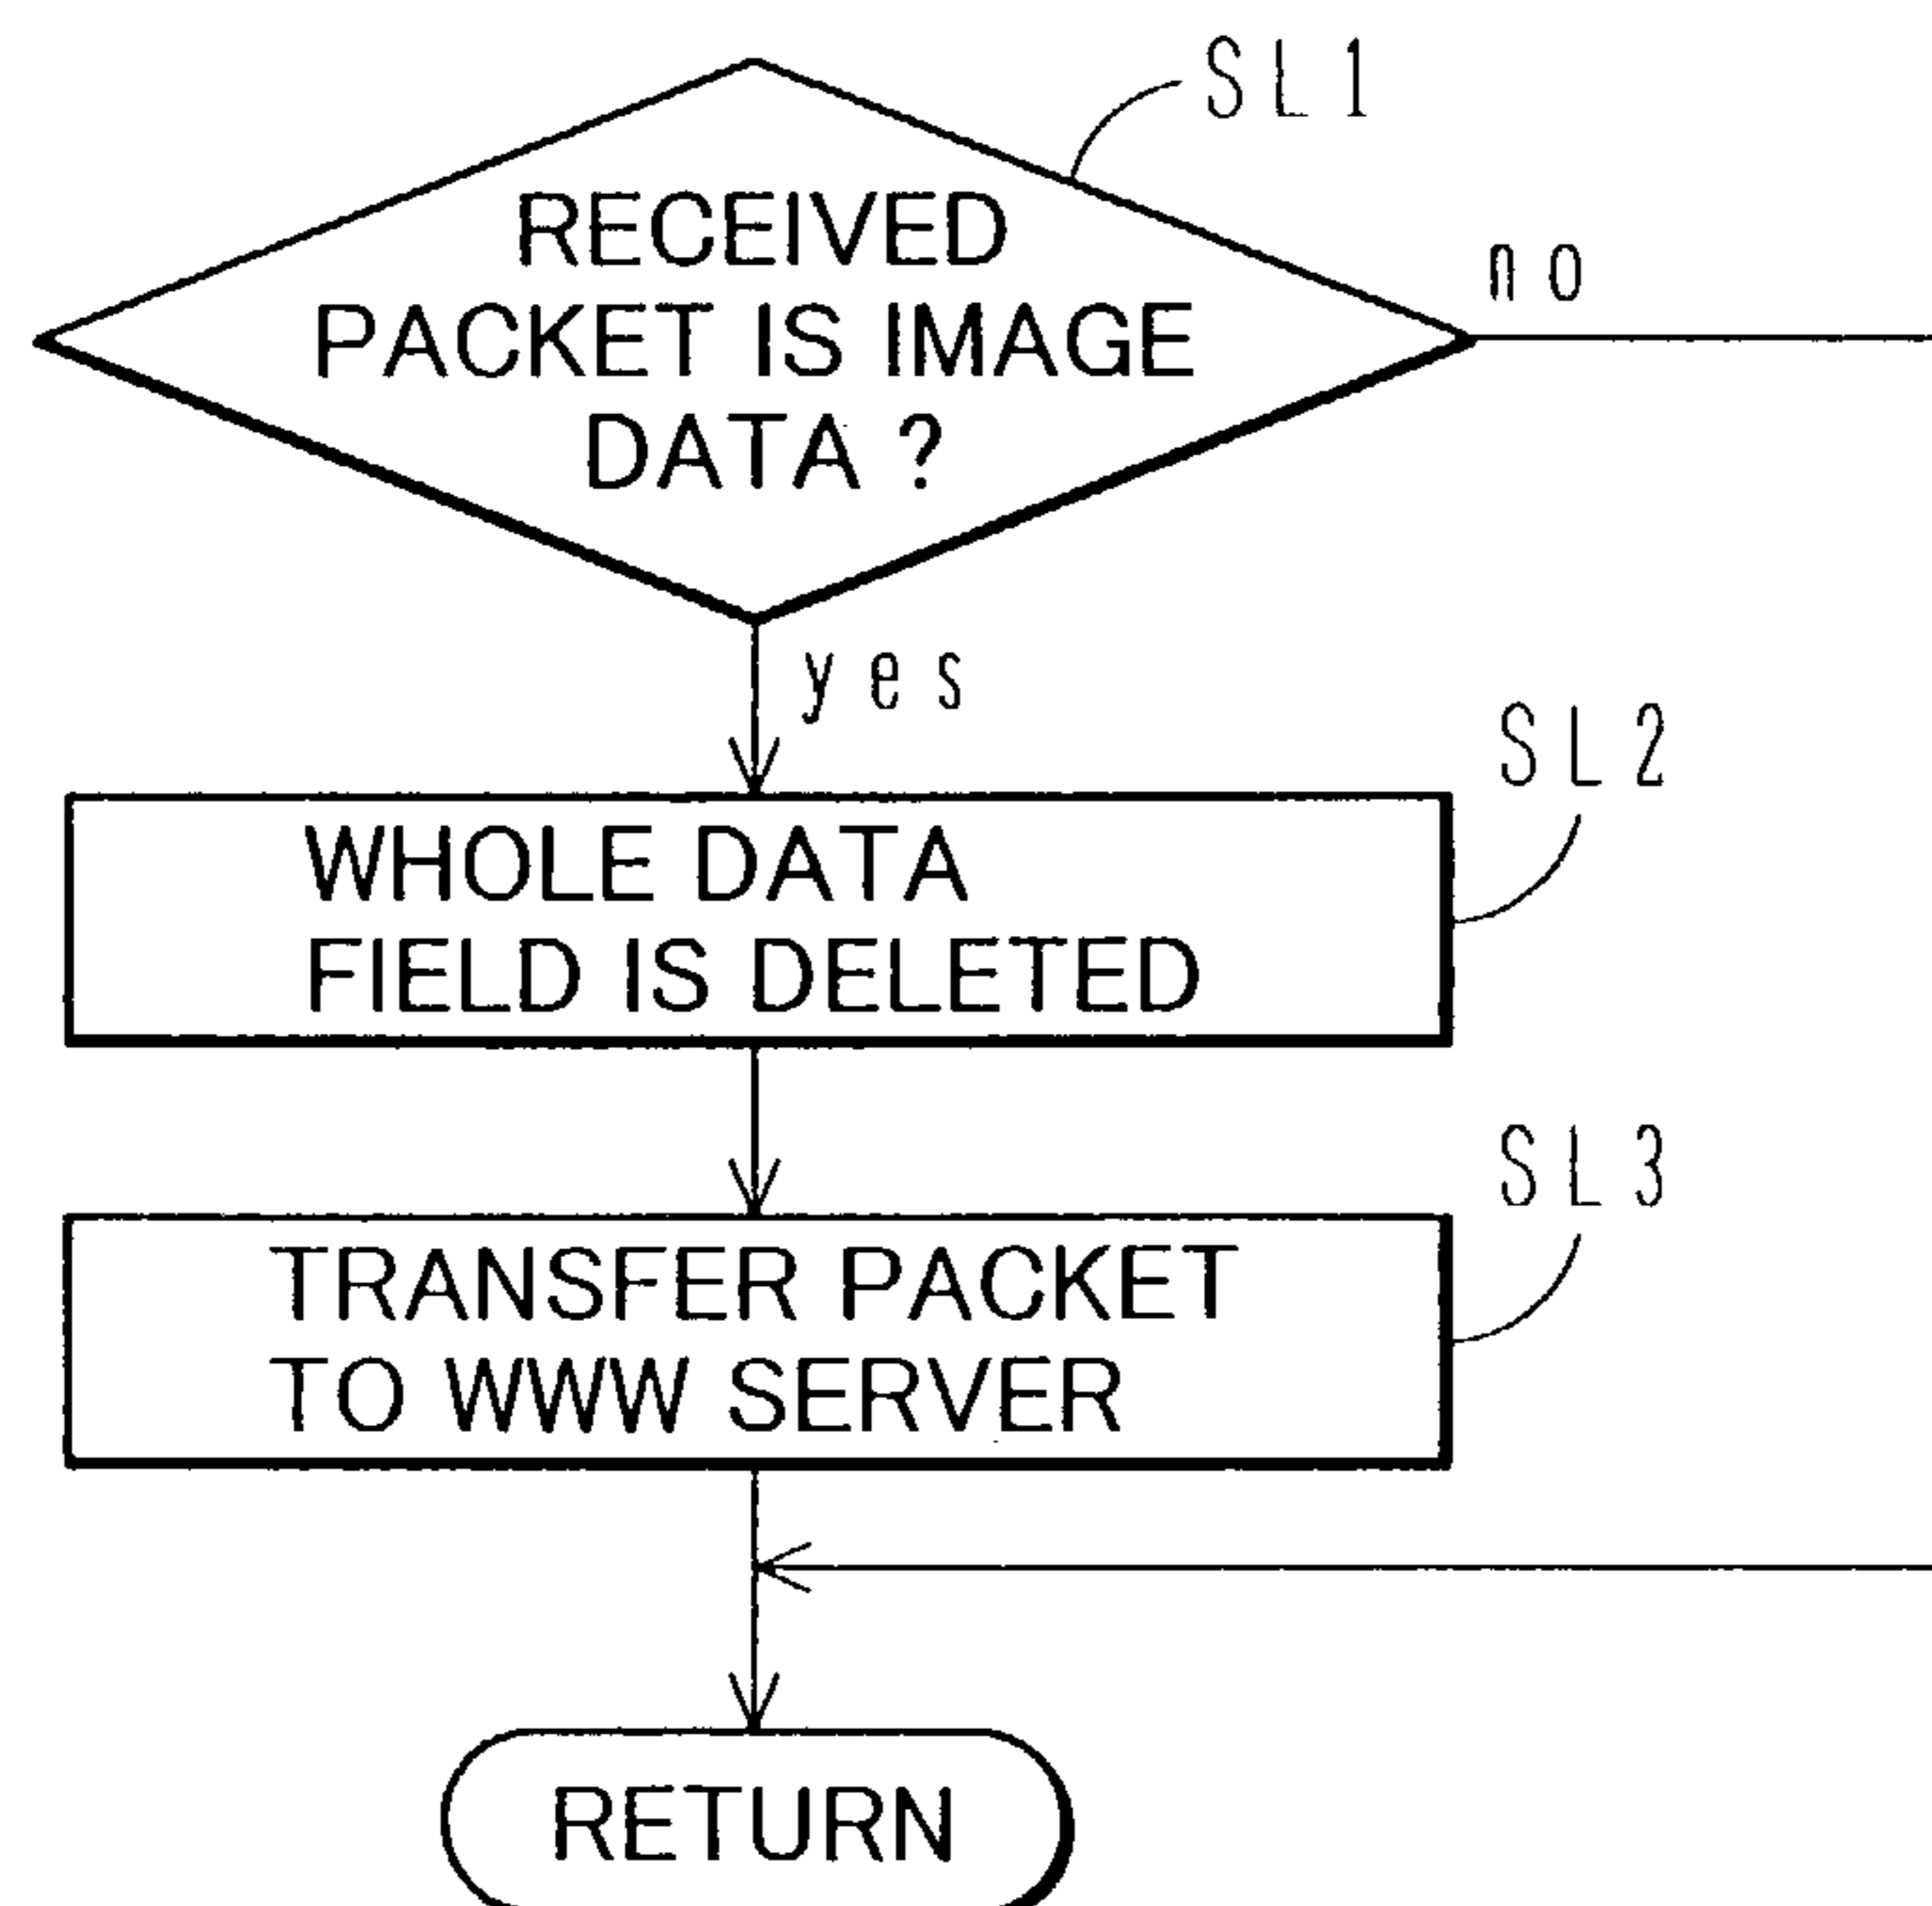 SL1
RECEIVED
PACKET IS IMAGE
DATA ?
no
yes
SL2
WHOLE DATA
FIELD IS DELETED
SL3
TRANSFER PACKET
TO WWW SERVER
RETURN